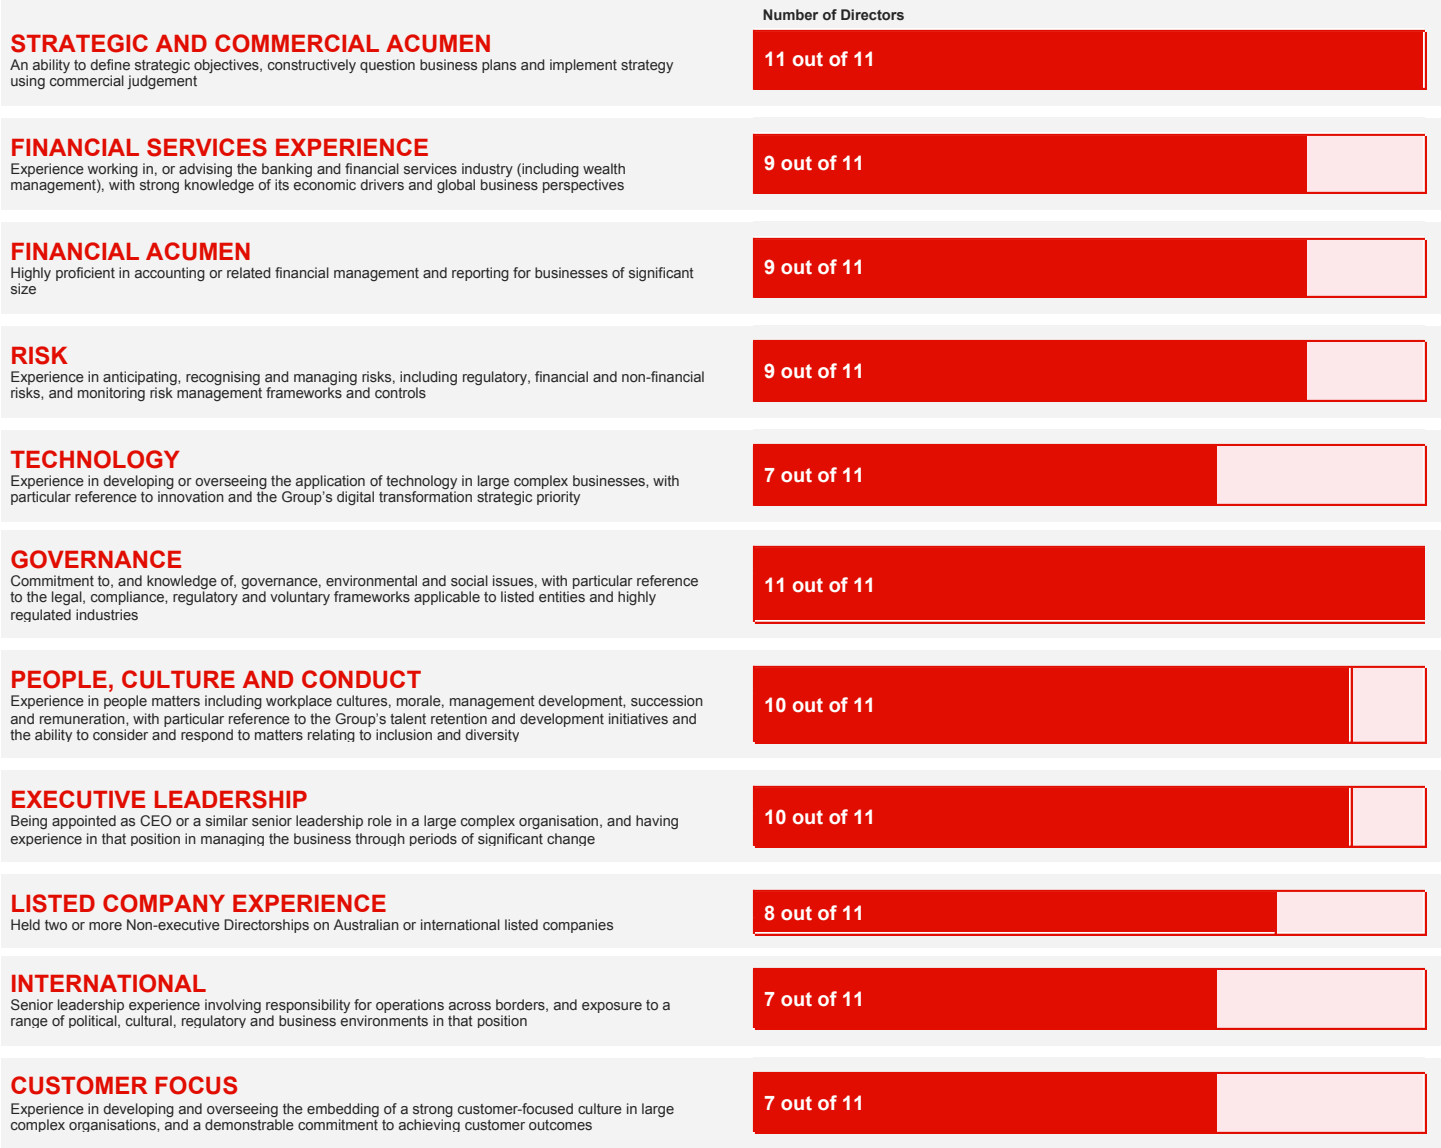 Number of Directors
STRATEGIC AND COMMERCIAL ACUMEN
An ability to define strategic objectives, constructively question business plans and implement strategy
using commercial judgement
11 out of 11
FINANCIAL SERVICES EXPERIENCE
Experience working in, or advising the banking and financial services industry (including wealth
management), with strong knowledge of its economic drivers and global business perspectives
9 out of 11
FINANCIAL ACUMEN
Highly proficient in accounting or related financial management and reporting for businesses of significant
size
9 out of 11
RISK
Experience in anticipating, recognising and managing risks, including regulatory, financial and non-financial
risks, and monitoring risk management frameworks and controls
9 out of 11
TECHNOLOGY
Experience in developing or overseeing the application of technology in large complex businesses, with
particular reference to innovation and the Group's digital transformation strategic priority
7 out of 11
GOVERNANCE
Commitment to, and knowledge of, governance, environmental and social issues, with particular reference
to the legal, compliance, regulatory and voluntary frameworks applicable to listed entities and highly
regulated industries
11 out of 11
PEOPLE, CULTURE AND CONDUCT
Experience in people matters including workplace cultures, morale, management development, succession
and remuneration, with particular reference to the Group's talent retention and development initiatives and
the ability to consider and respond to matters relating to inclusion and diversity
10 out of 11
EXECUTIVE LEADERSHIP
Being appointed as CEO or a similar senior leadership role in a large complex organisation, and having
experience in that position in managing the business through periods of significant change
10 out of 11
LISTED COMPANY EXPERIENCE
Held two or more Non-executive Directorships on Australian or international listed companies
8 out of 11
INTERNATIONAL
Senior leadership experience involving responsibility for operations across borders, and exposure to a
range of political, cultural, regulatory and business environments in that position
7 out of 11
CUSTOMER FOCUS
Experience in developing and overseeing the embedding of a strong customer-focused culture in large
complex organisations, and a demonstrable commitment to achieving customer outcomes
7 out of 11